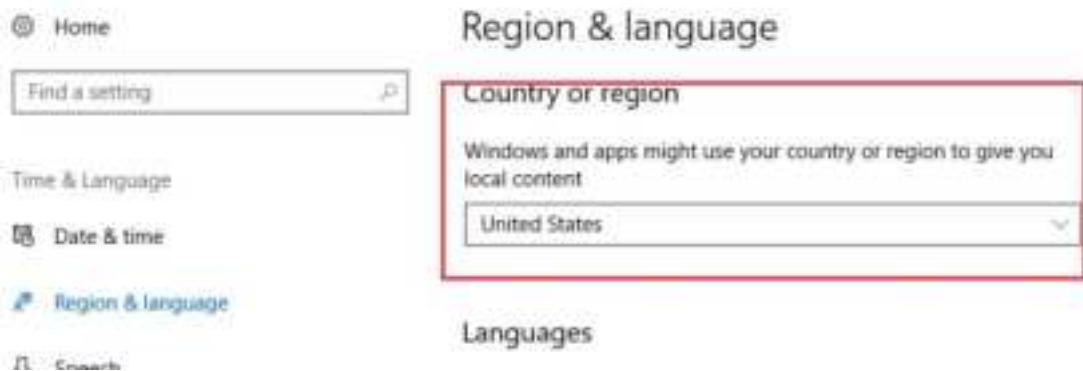 Home
Find a setting
Time & Language
Date & time
Region & language
Speech
Region & language
Country or region
Windows and apps might use your country or region to give you
local content
United States
Languages